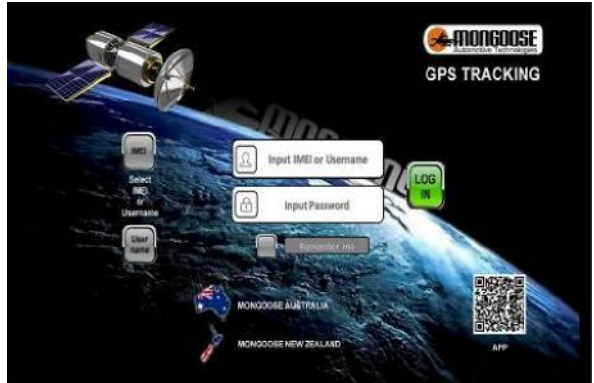 MONGOOSE
Automotive Technologies
GPS TRACKING
IMEI
Select
IMEI
or
Username
User
name
Input IMEI or Username
Input Password
LOG
IN
Remember me
MONGOOSE AUSTRALIA
MONGOOSE NEW ZEALAND
APP